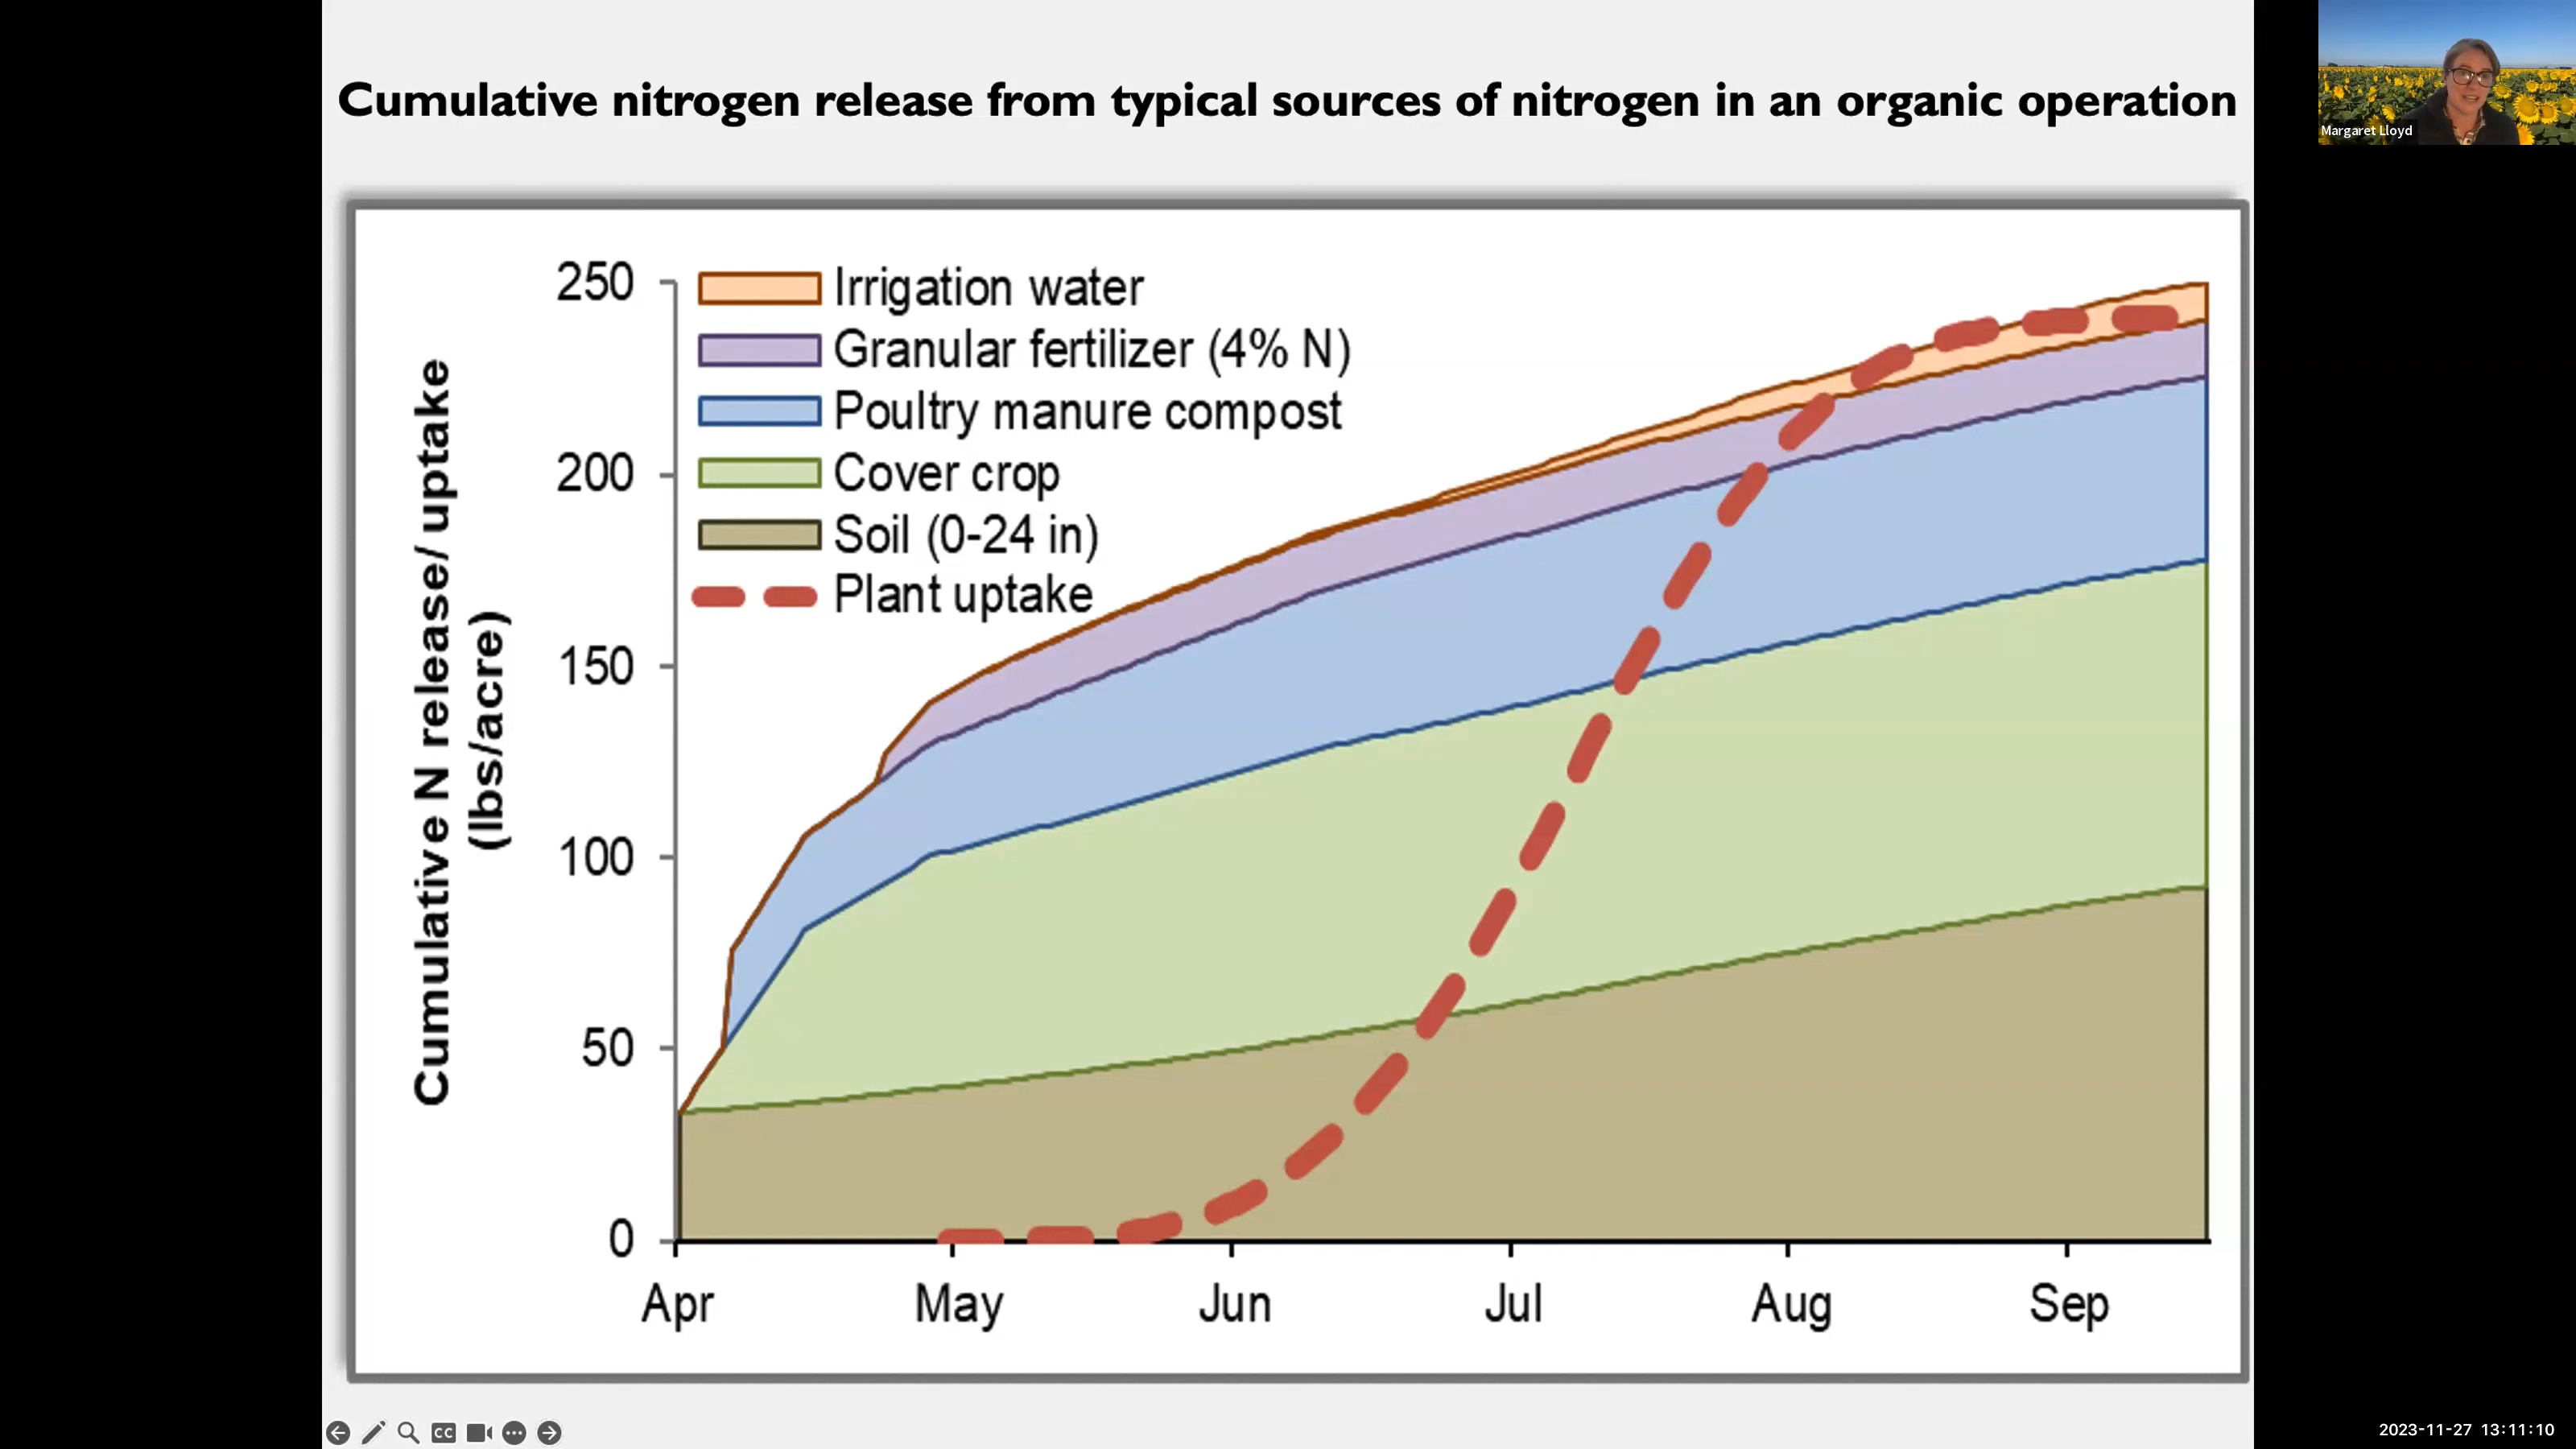 Cumulative nitrogen release from typical sources of nitrogen in an organic operation
Margaret Lloyd
Cumulative N release/ uptake
(lbs/acre)
250
200
150
100
50
0
Irrigation water
Granular fertilizer (4% N)
Poultry manure compost
Cover crop
Soil (0-24 in)
Plant uptake
Apr May Jun Jul Aug Sep
CC
2023-11-27 13:11:10